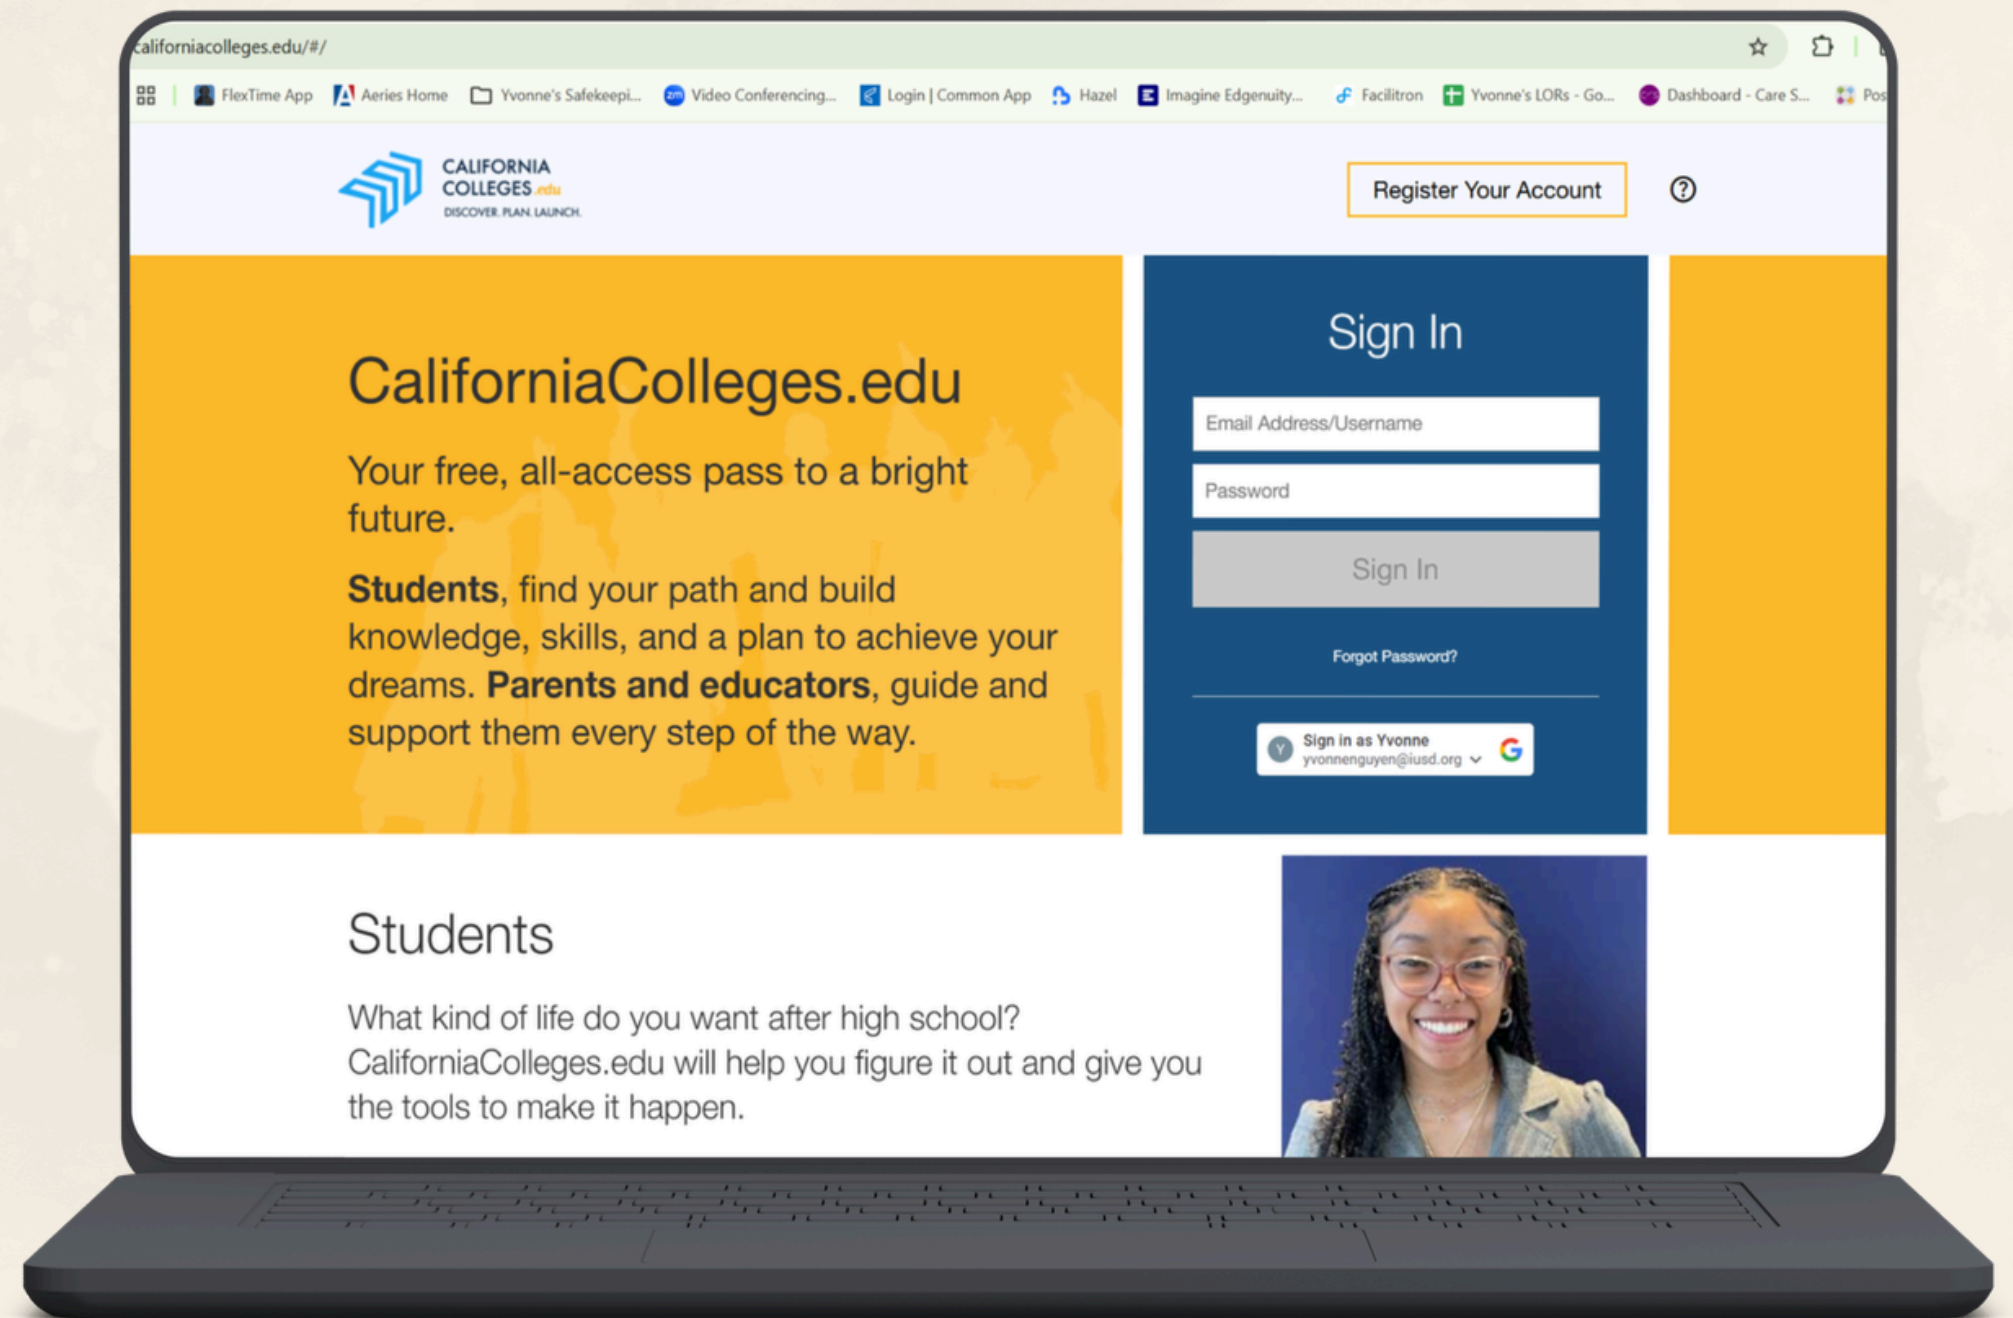 californiacolleges.edu/#/
FlexTime App Aeries Home Yvonne's Safekeepi... zm Video Conferencing... Login | Common App Hazel Imagine Edgenuity... Facilitron Yvonne's LORs - Go... Dashboard - Care S... Pos
CALIFORNIA
COLLEGES.edu
DISCOVER. PLAN. LAUNCH.
Register Your Account ?
CaliforniaColleges.edu
Your free, all-access pass to a bright
future.
Students, find your path and build
knowledge, skills, and a plan to achieve your
dreams. Parents and educators, guide and
support them every step of the way.
Sign In
Email Address/Username
Password
Sign In
Forgot Password?
Y Sign in as Yvonne G
yvonnenguyen@iusd.org
Students
What kind of life do you want after high school?
CaliforniaColleges.edu will help you figure it out and give you
the tools to make it happen.